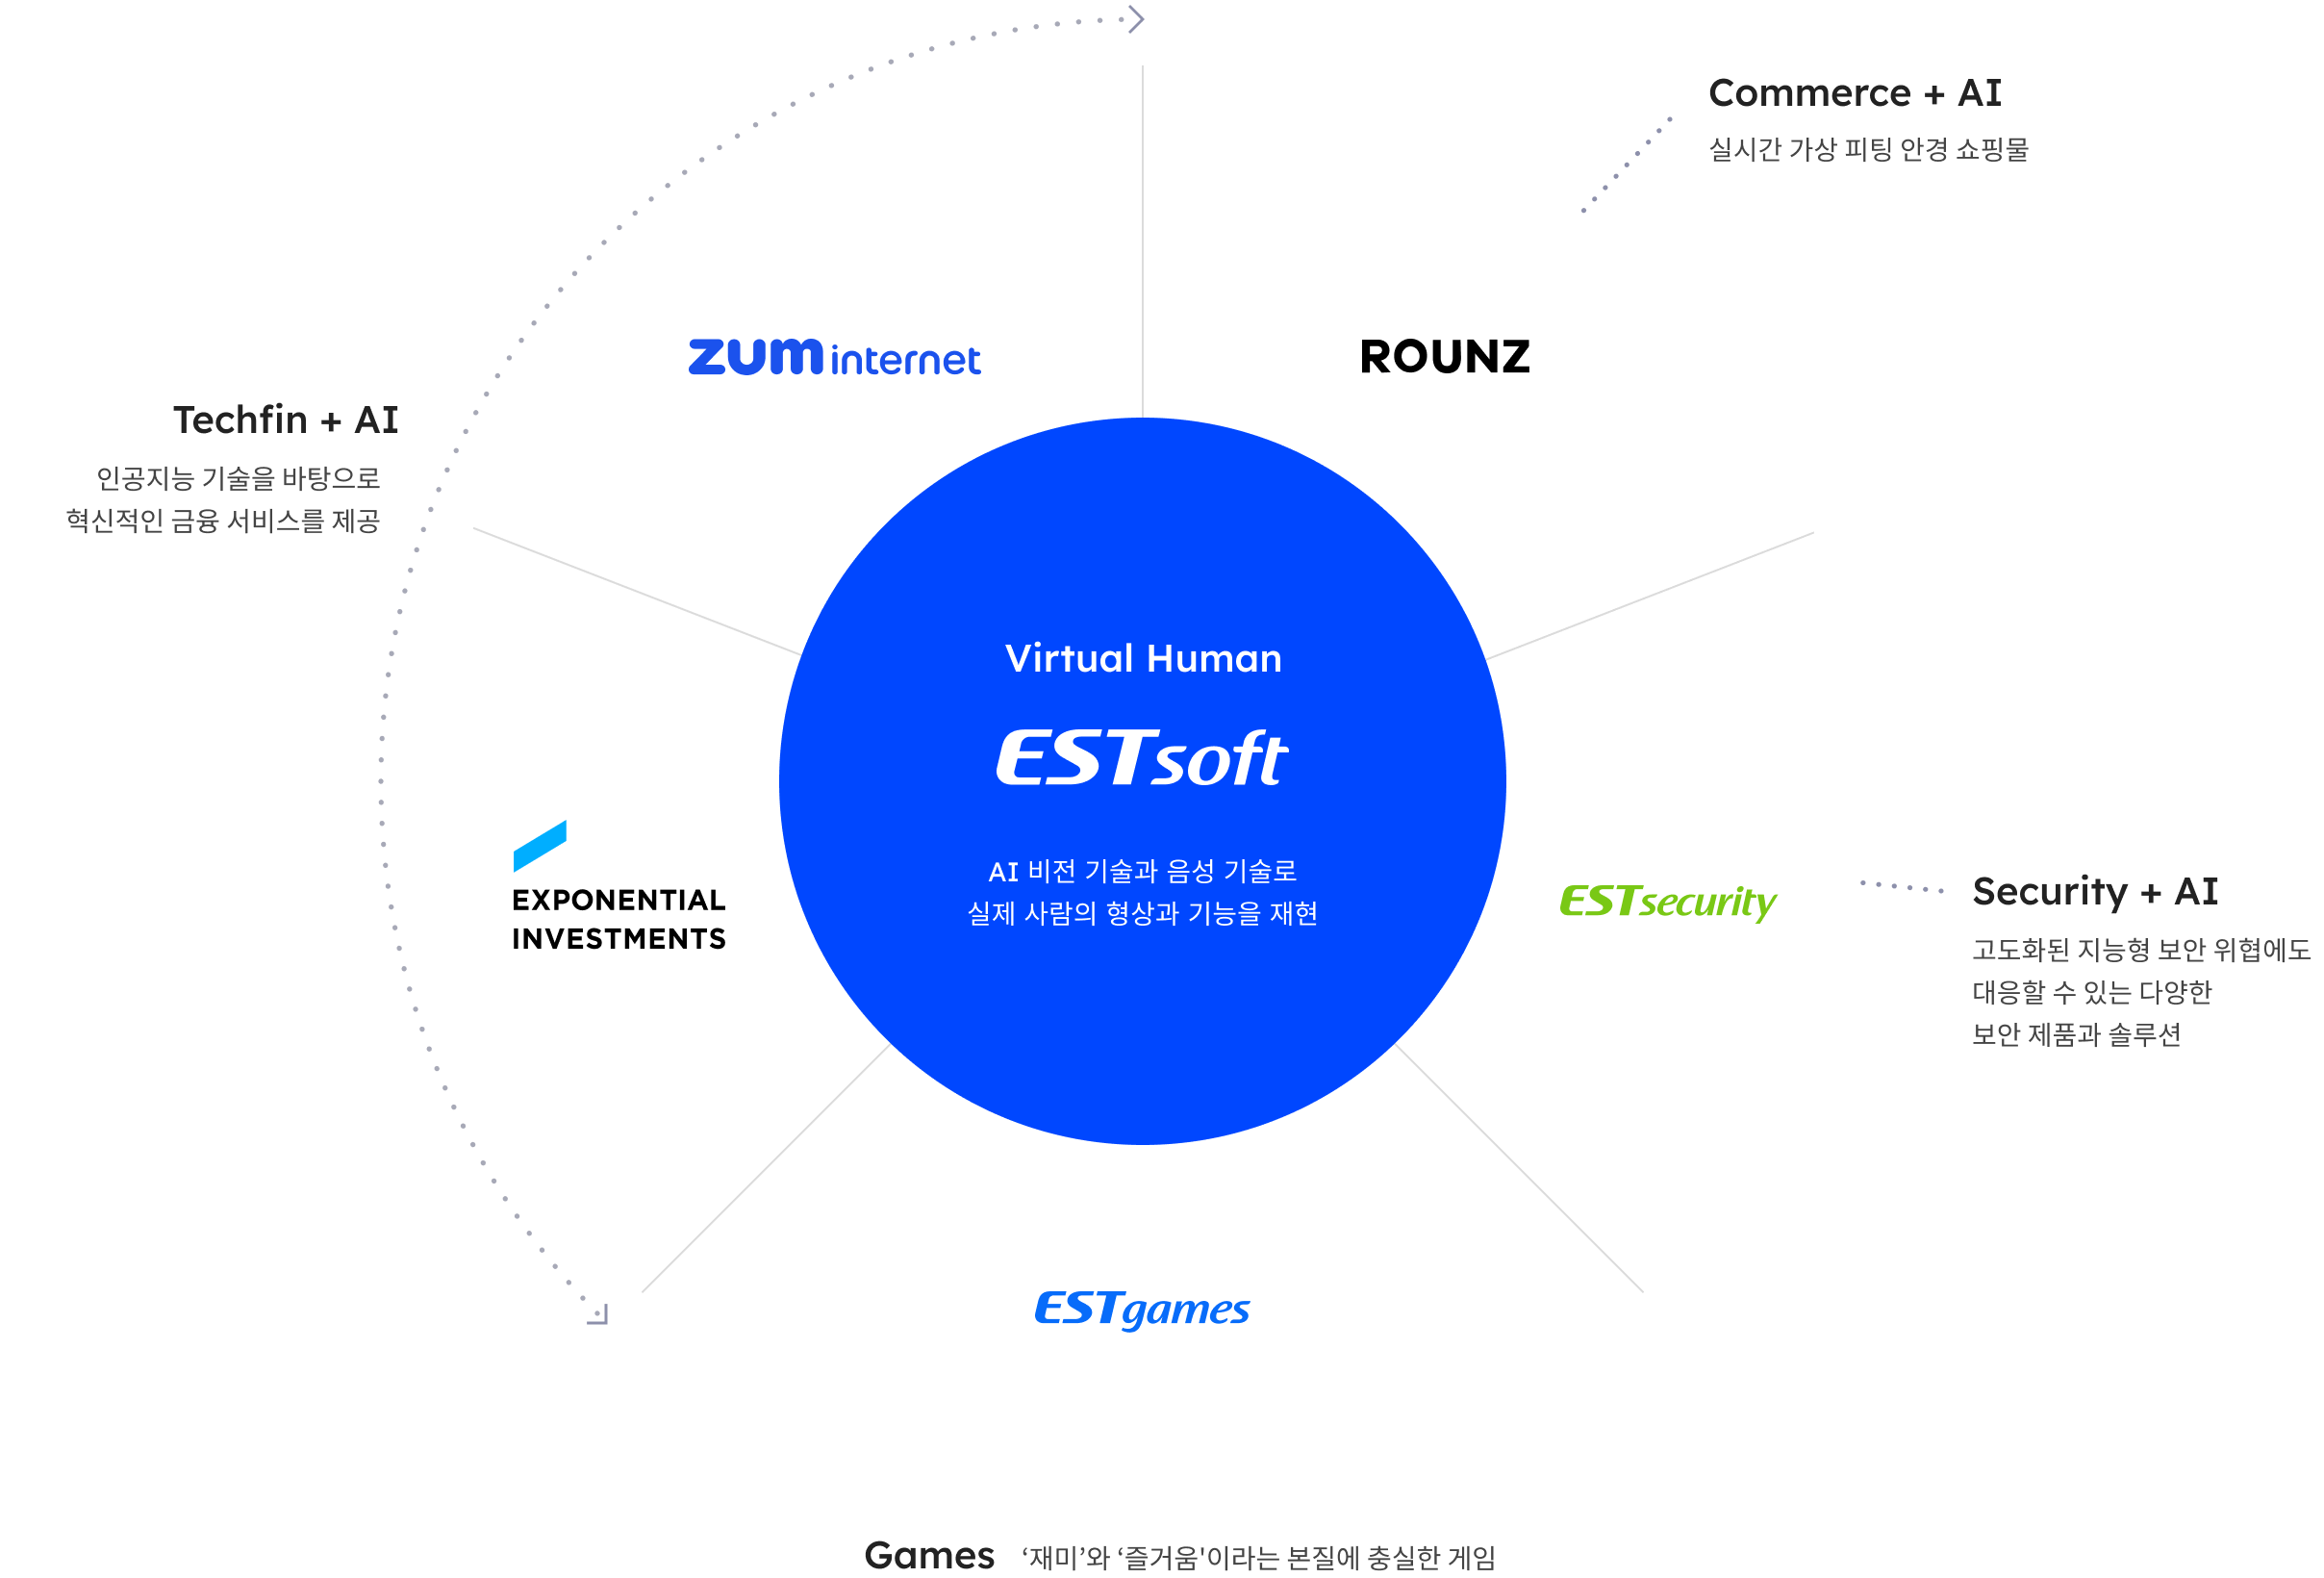 Commerce + AI
실시간 가상 피팅 안경 쇼핑몰
ZUM internet
ROUNZ
Techfin + AI
인공지능 기술을 바탕으로
혁신적인 금융 서비스를 제공
Virtual Human
ESTsoft
AI 비전 기술과 음성 기술로
실제 사람의 형상과 기능을 재현
EXPONENTIAL
INVESTMENTS
ESTsecurity
Security + AI
고도화된 지능형 보안 위협에도
대응할 수 있는 다양한
보안 제품과 솔루션
ESTgames
Games ‘재미’와 ‘즐거움'이라는 본질에 충실한 게임